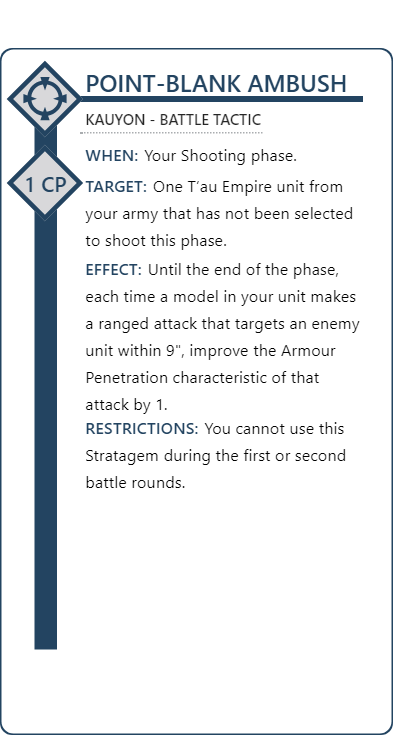 POINT-BLANK AMBUSH
KAUYON - BATTLE TACTIC
WHEN: Your Shooting phase.
1 CP
TARGET: One T’au Empire unit from
your army that has not been selected
to shoot this phase.
EFFECT: Until the end of the phase,
each time a model in your unit makes
a ranged attack that targets an enemy
unit within 9", improve the Armour
Penetration characteristic of that
attack by 1.
RESTRICTIONS: You cannot use this
Stratagem during the first or second
battle rounds.